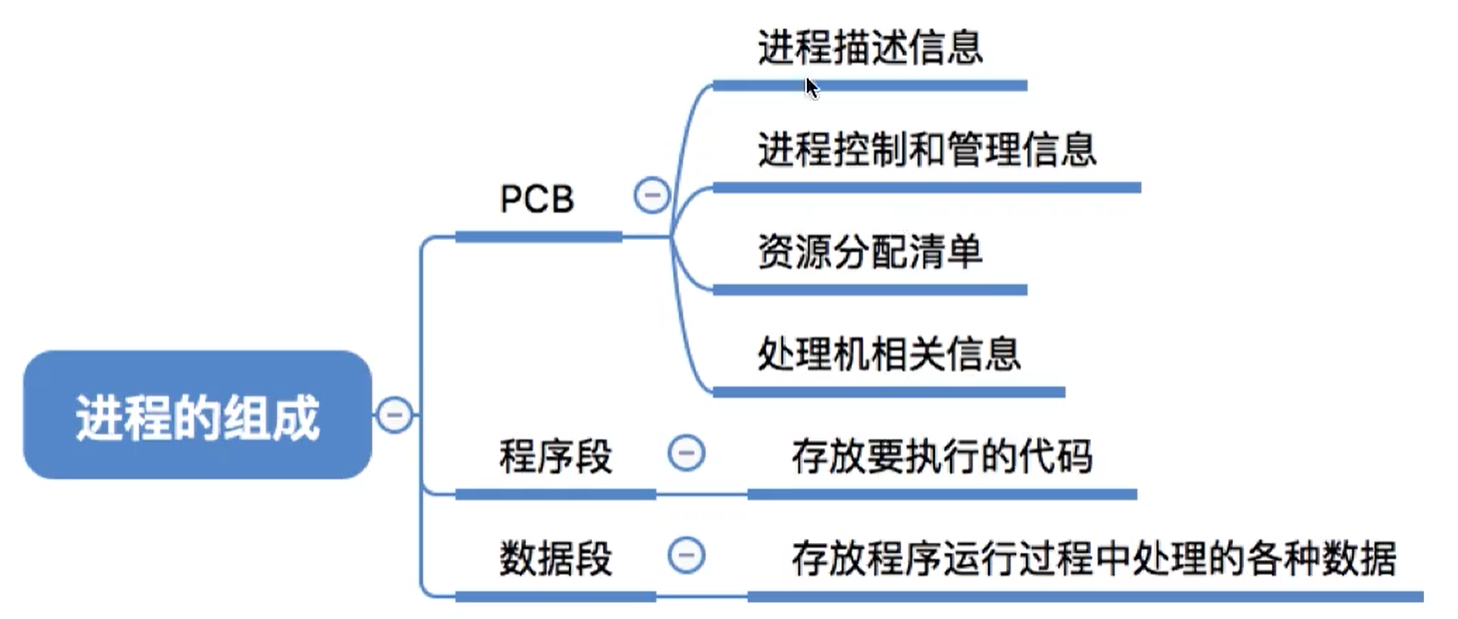 进程描述信息
进程控制和管理信息
PCB
资源分配清单
处理机相关信息
进程的组成
程序段
存放要执行的代码
数据段
存放程序运行过程中处理的各种数据